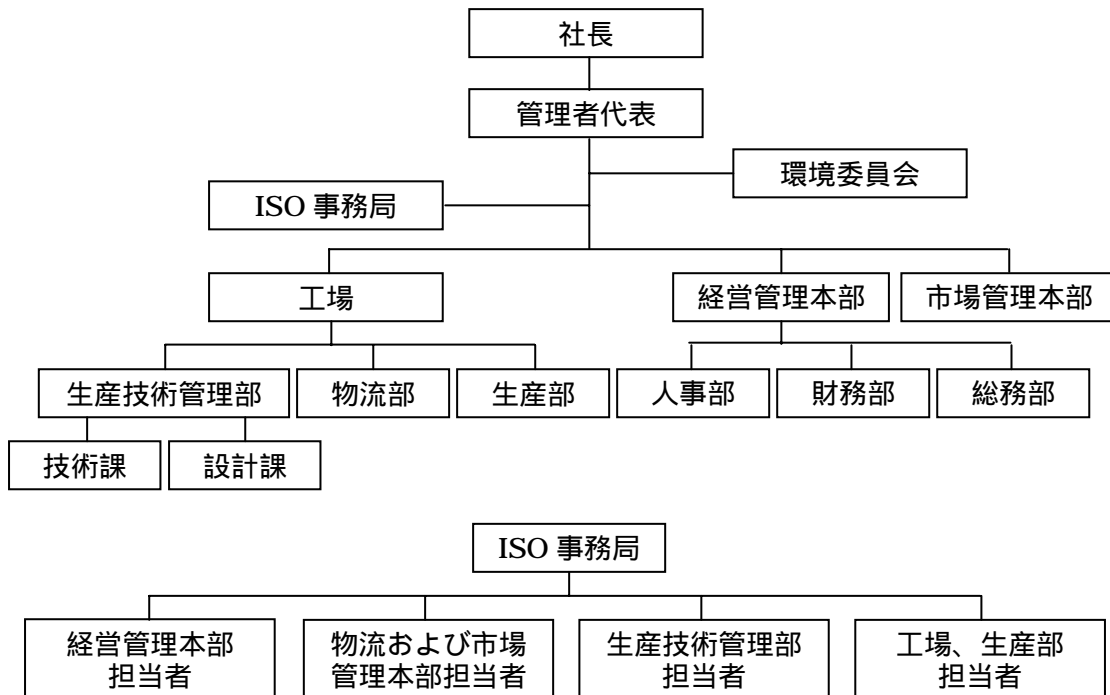 社長
管理者代表
環境委員会
ISO 事務局
工場
経営管理本部
市場管理本部
生産技術管理部
物流部
生産部
人事部
財務部
総務部
技術課
設計課
ISO 事務局
経営管理本部
担当者
物流および市場
管理本部担当者
生産技術管理部
担当者
工場、生産部
担当者